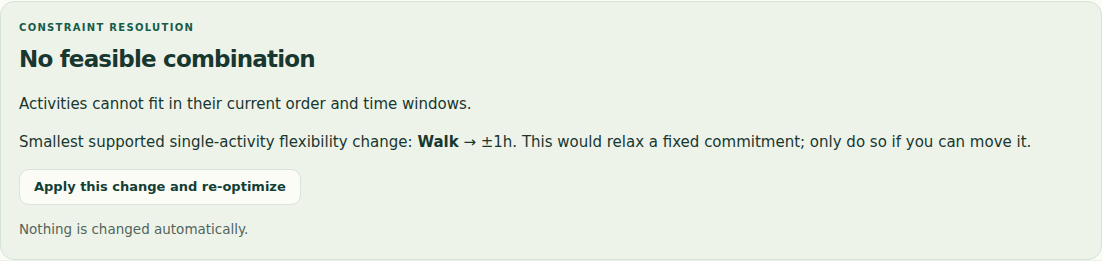 CONSTRAINT RESOLUTION
No feasible combination
Activities cannot fit in their current order and time windows.
Smallest supported single-activity flexibility change: Walk → ±1h. This would relax a fixed commitment; only do so if you can move it.
Apply this change and re-optimize
Nothing is changed automatically.